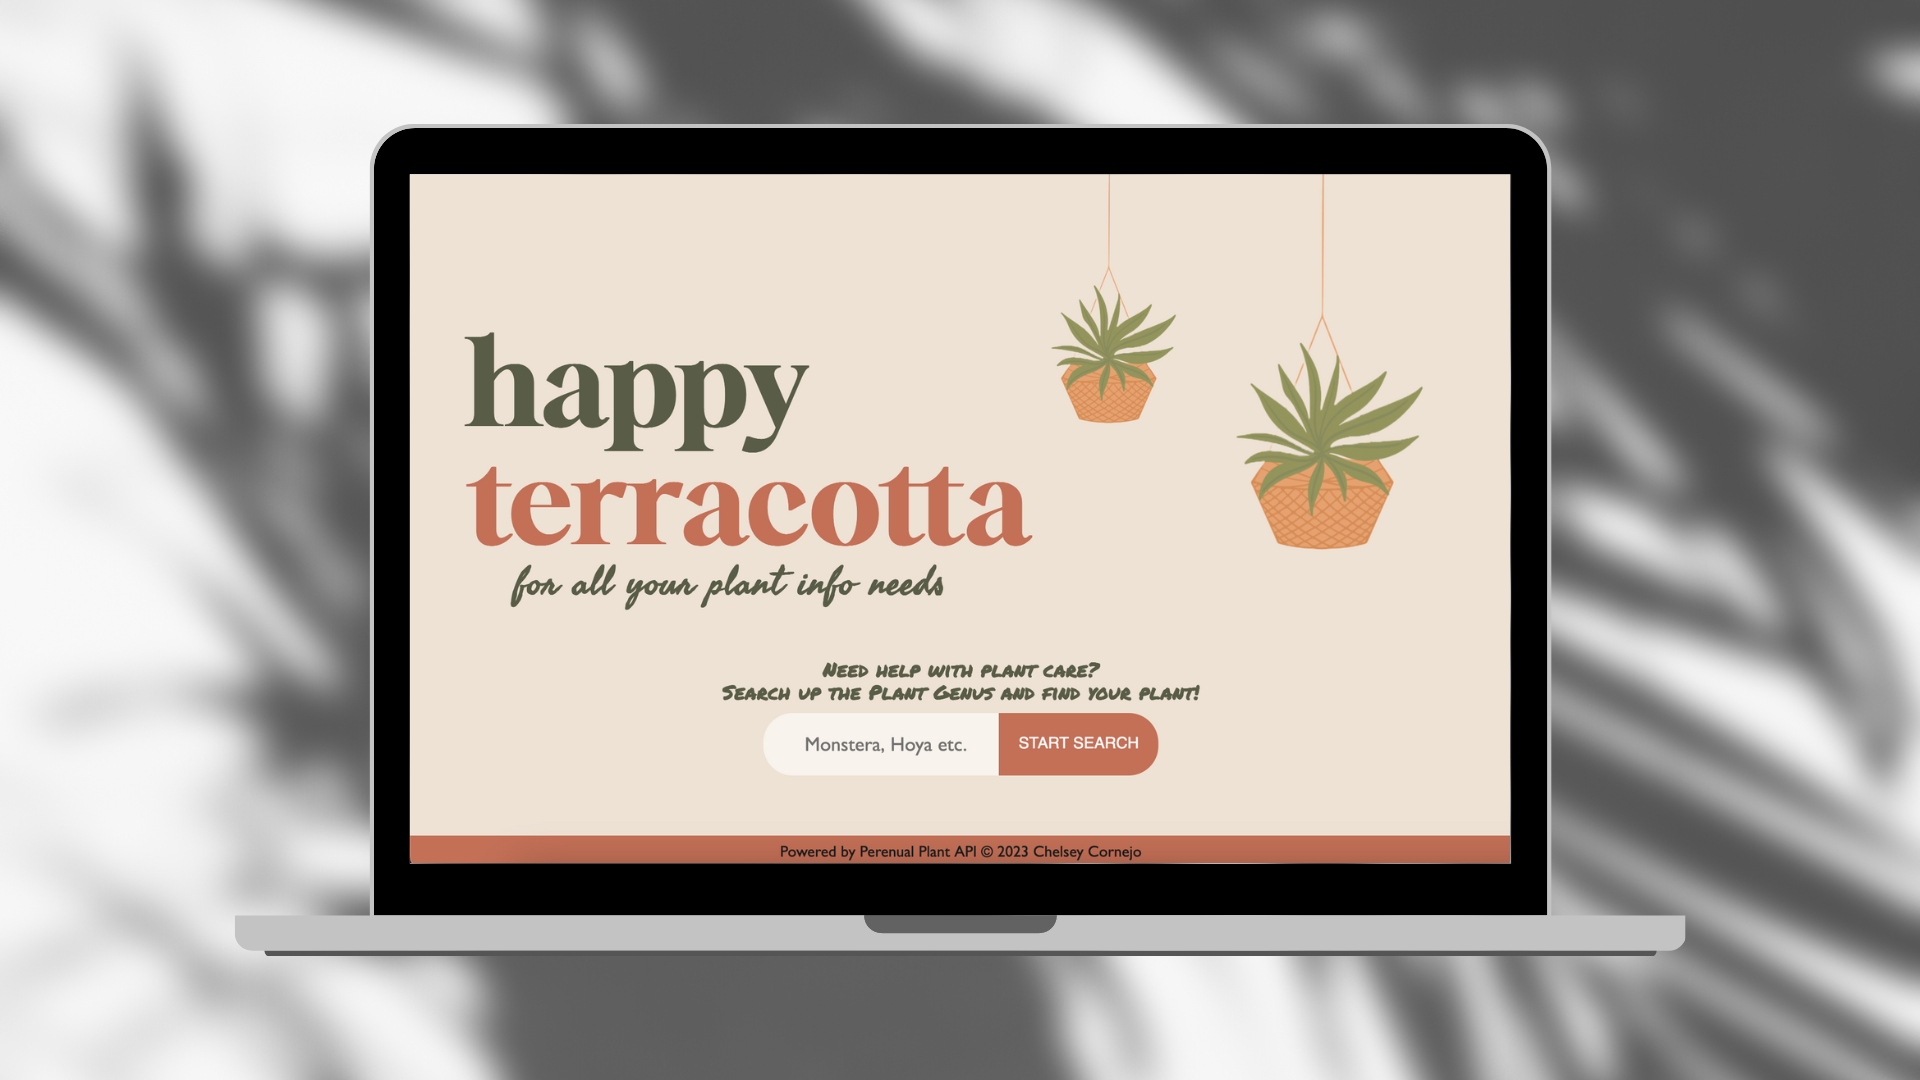 happy
terracotta
for all your plant info needs
Need help with plant care?
Search up the Plant Genus and find your plant!
Monstera, Hoya etc.
START SEARCH
Powered by Perenual Plant API © 2023 Chelsey Cornejo